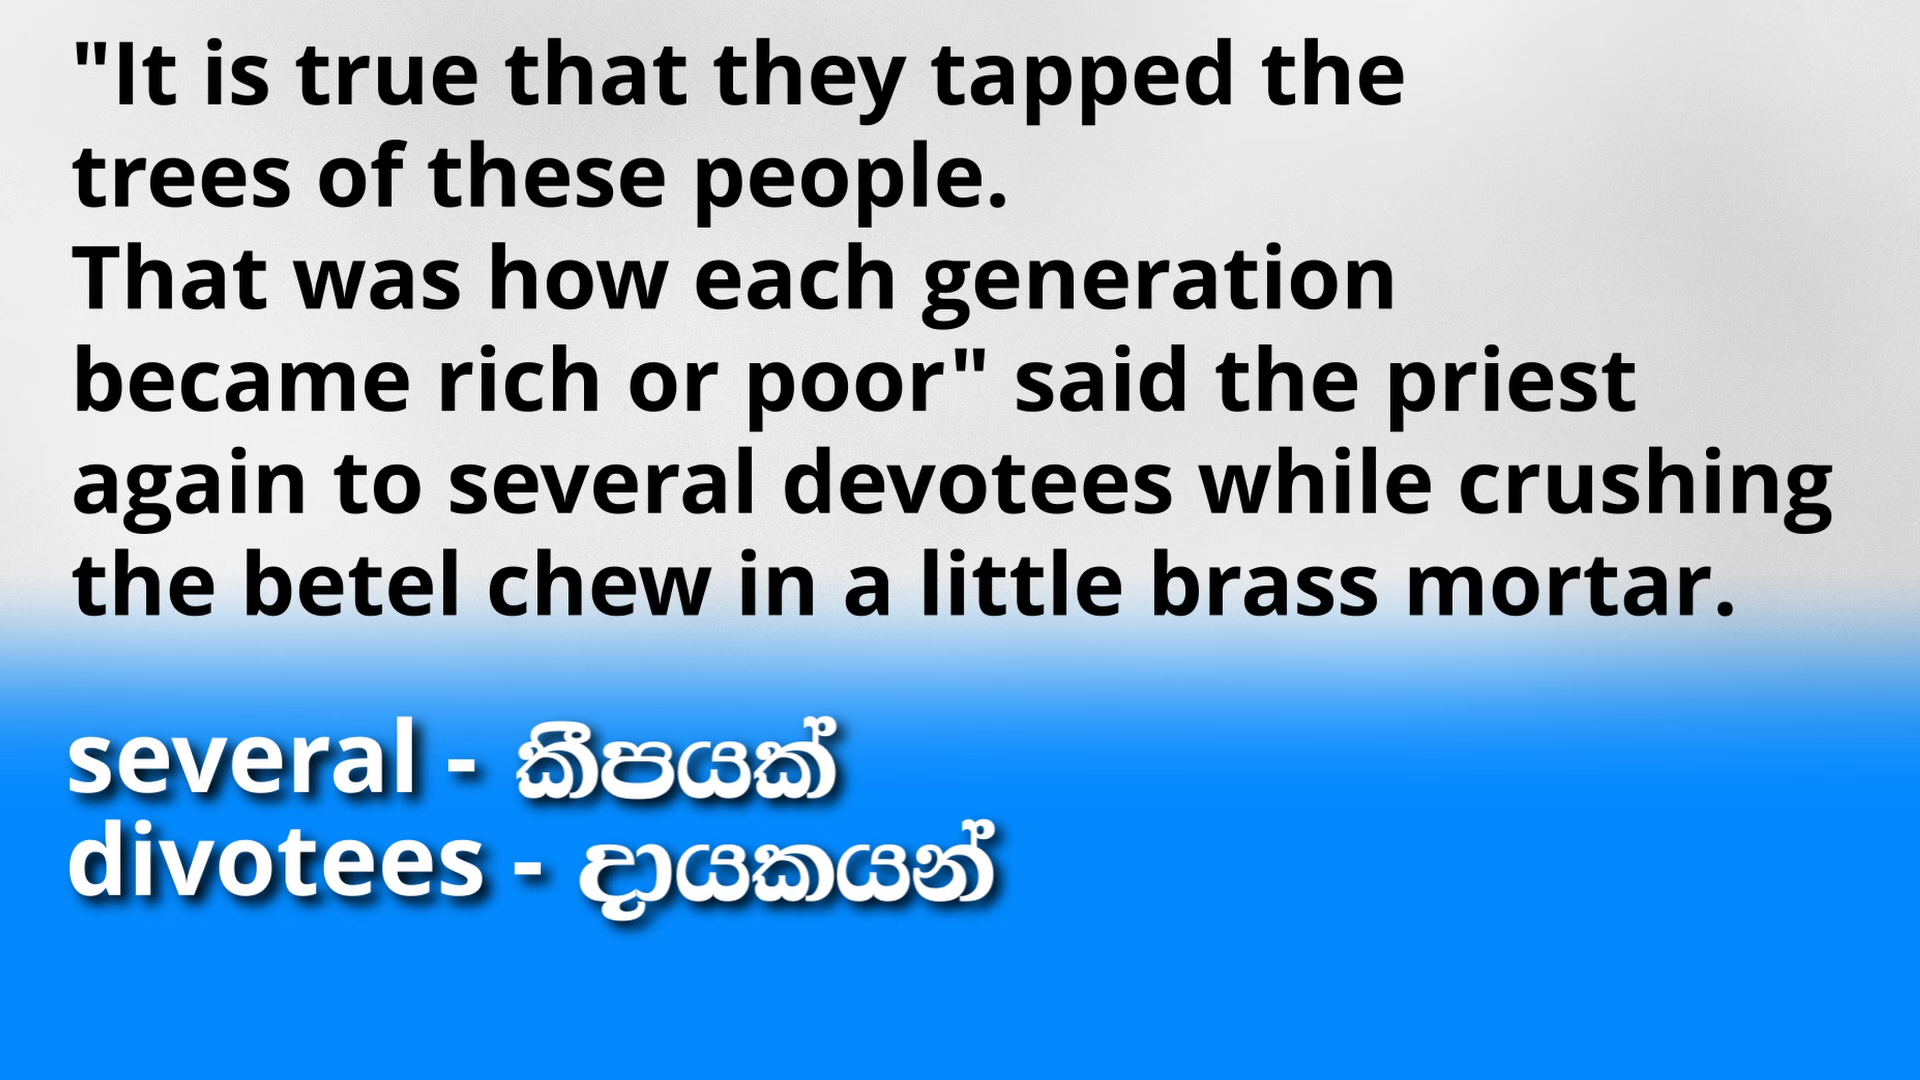 "It is true that they tapped the
trees of these people.
That was how each generation
became rich or poor" said the priest
again to several devotees while crushing
the betel chew in a little brass mortar.
several - කීපයක්
divotees - දායකයන්